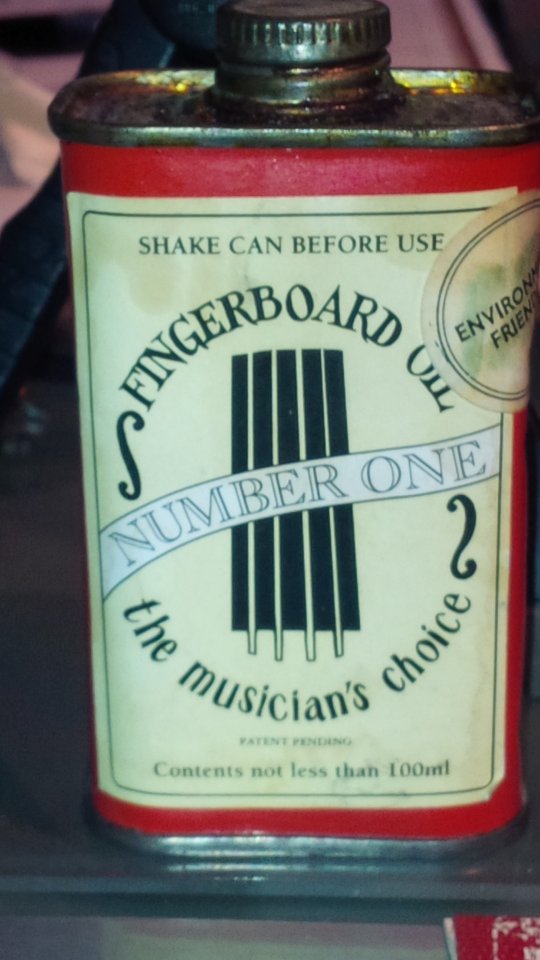 SHAKE CAN BEFORE USE
FINGERBOARD OIL
NUMBER ONE
the musician's choice
PATENT PENDING
Contents not less than 100ml